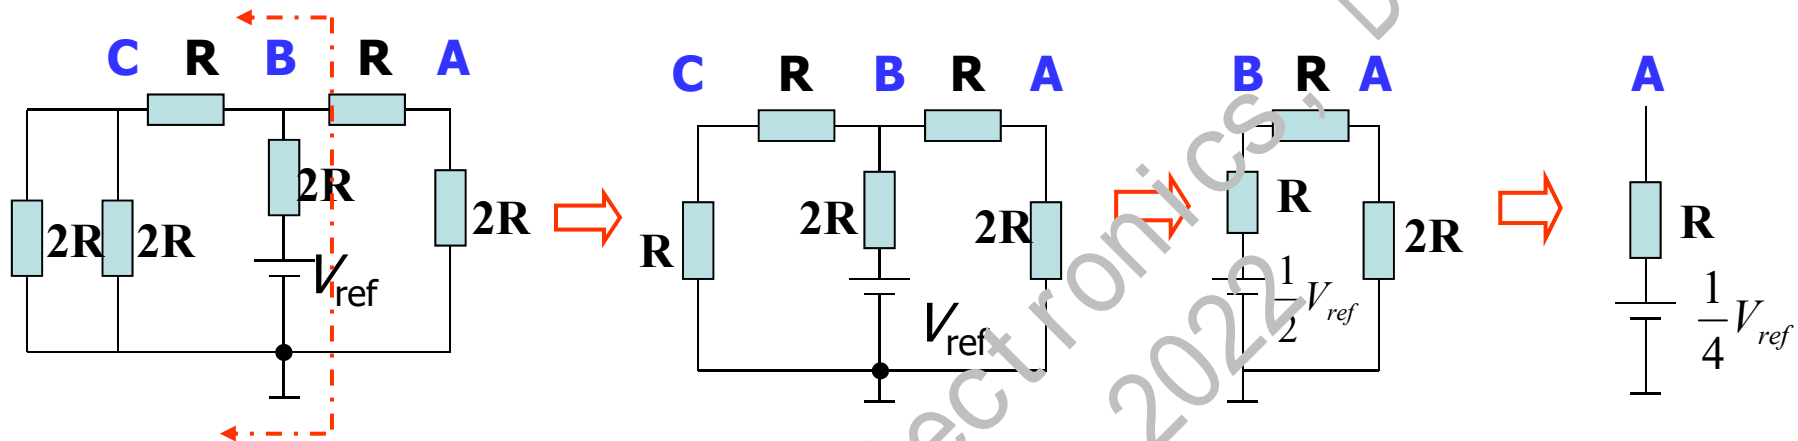 C R B R A
2R 2R 2R 2R
Vref
C R B R A
R 2R 2R
Vref
B R A
R 2R
1/2 Vref
A
R
1/4 Vref
ectronics,
2022